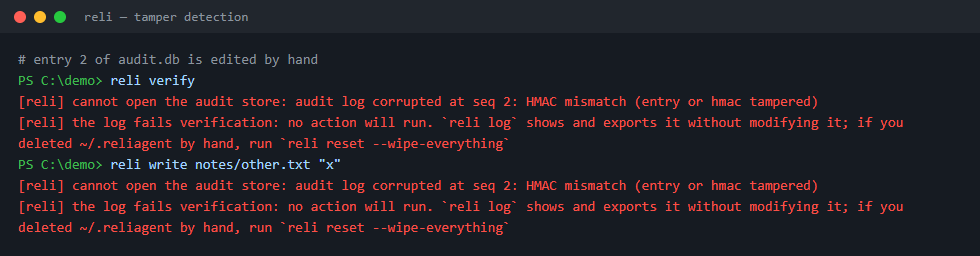 reli — tamper detection
# entry 2 of audit.db is edited by hand
PS C:\demo> reli verify
[reli] cannot open the audit store: audit log corrupted at seq 2: HMAC mismatch (entry or hmac tampered)
[reli] the log fails verification: no action will run. `reli log` shows and exports it without modifying it; if you
deleted ~/.reliagent by hand, run `reli reset --wipe-everything`
PS C:\demo> reli write notes/other.txt "x"
[reli] cannot open the audit store: audit log corrupted at seq 2: HMAC mismatch (entry or hmac tampered)
[reli] the log fails verification: no action will run. `reli log` shows and exports it without modifying it; if you
deleted ~/.reliagent by hand, run `reli reset --wipe-everything`